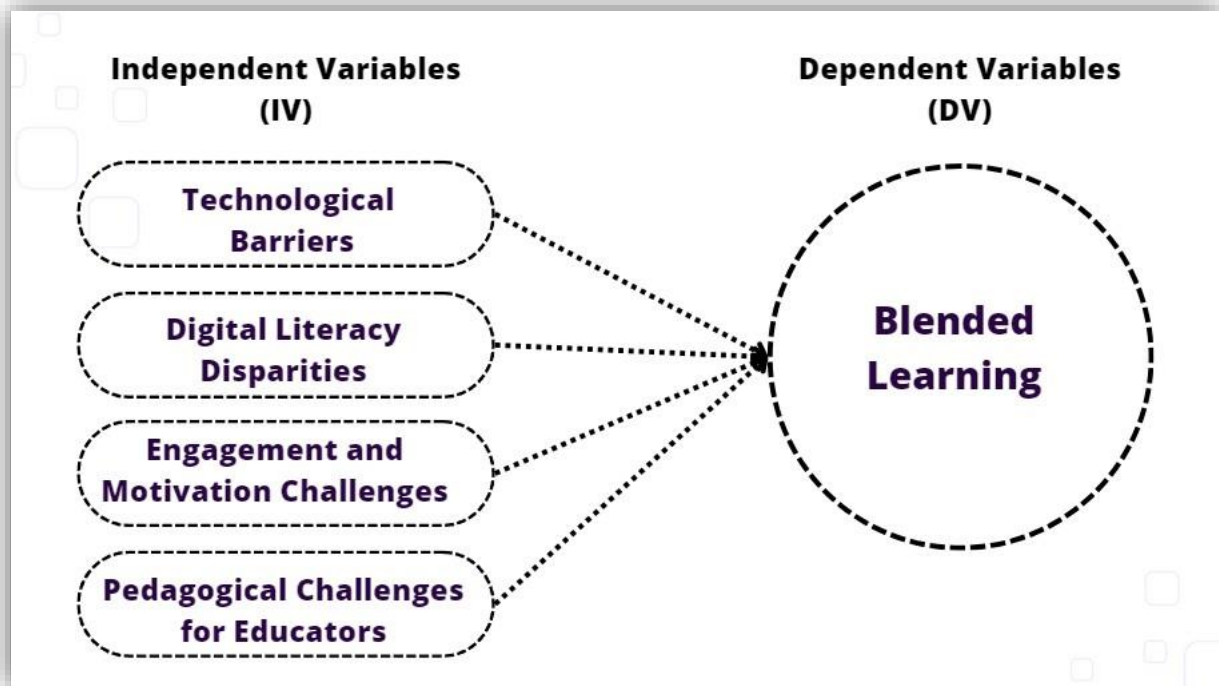 Independent Variables
(IV)
Dependent Variables
(DV)
Technological
Barriers
Digital Literacy
Disparities
Engagement and
Motivation Challenges
Pedagogical Challenges
for Educators
Blended
Learning